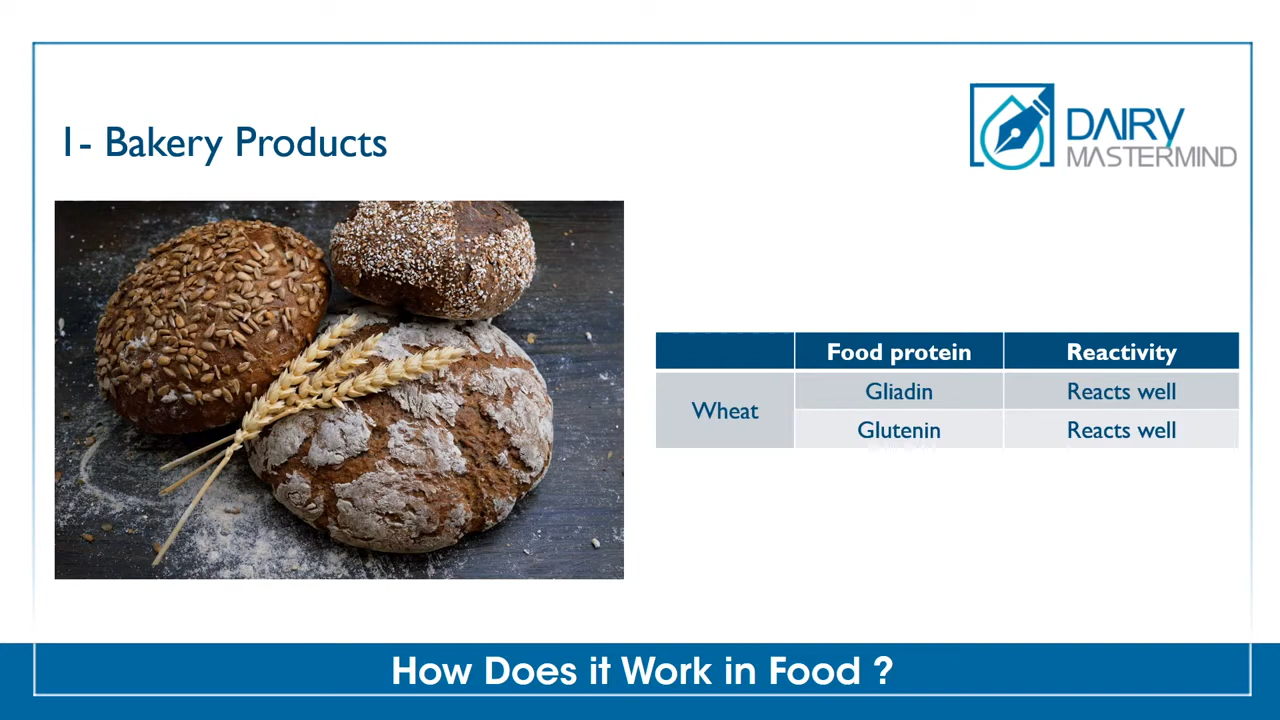 1- Bakery Products
DAIRY
MASTERMIND
Food protein Reactivity
Wheat
Gliadin Reacts well
Glutenin Reacts well
How Does it Work in Food ?